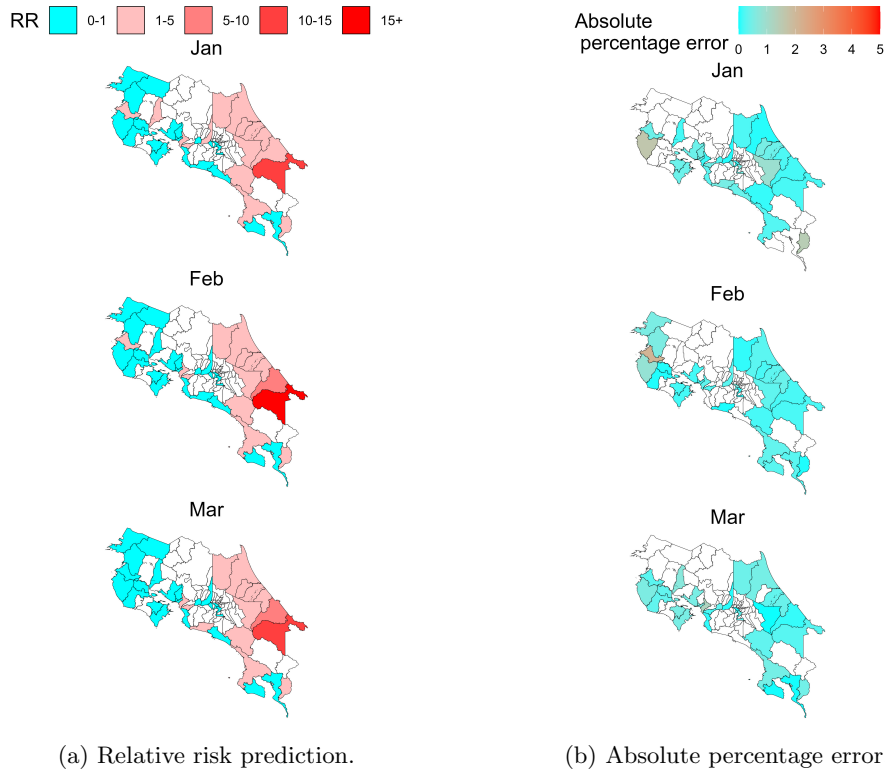 RR 0-1 1-5 5-10 10-15 15+
Jan
Feb
Mar
(a) Relative risk prediction.
Absolute
percentage error
0 1 2 3 4 5
Jan
Feb
Mar
(b) Absolute percentage error